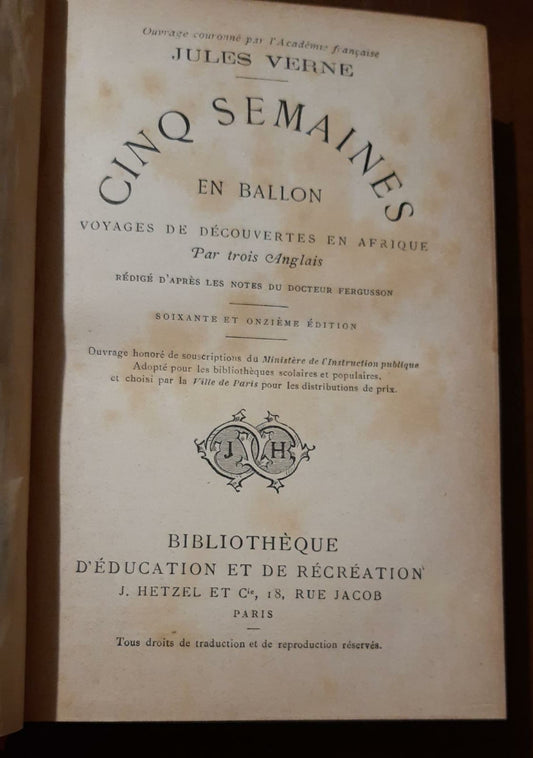 Ouvrage couronné par l'Académie française
JULES VERNE
CINQ SEMAINES
EN BALLON
VOYAGES DE DÉCOUVERTES EN AFRIQUE
Par trois Anglais
RÉDIGÉ D'APRÈS LES NOTES DU DOCTEUR FERGUSSON
SOIXANTE ET ONZIÈME ÉDITION
Ouvrage honoré de souscriptions du Ministère de l'Instruction publique
Adopté pour les bibliothèques scolaires et populaires,
et choisi par la Ville de Paris pour les distributions de prix.
J H
BIBLIOTHÈQUE
D'ÉDUCATION ET DE RÉCRÉATION
J. HETZEL ET Cie, 18, RUE JACOB
PARIS
Tous droits de traduction et de reproduction réservés.